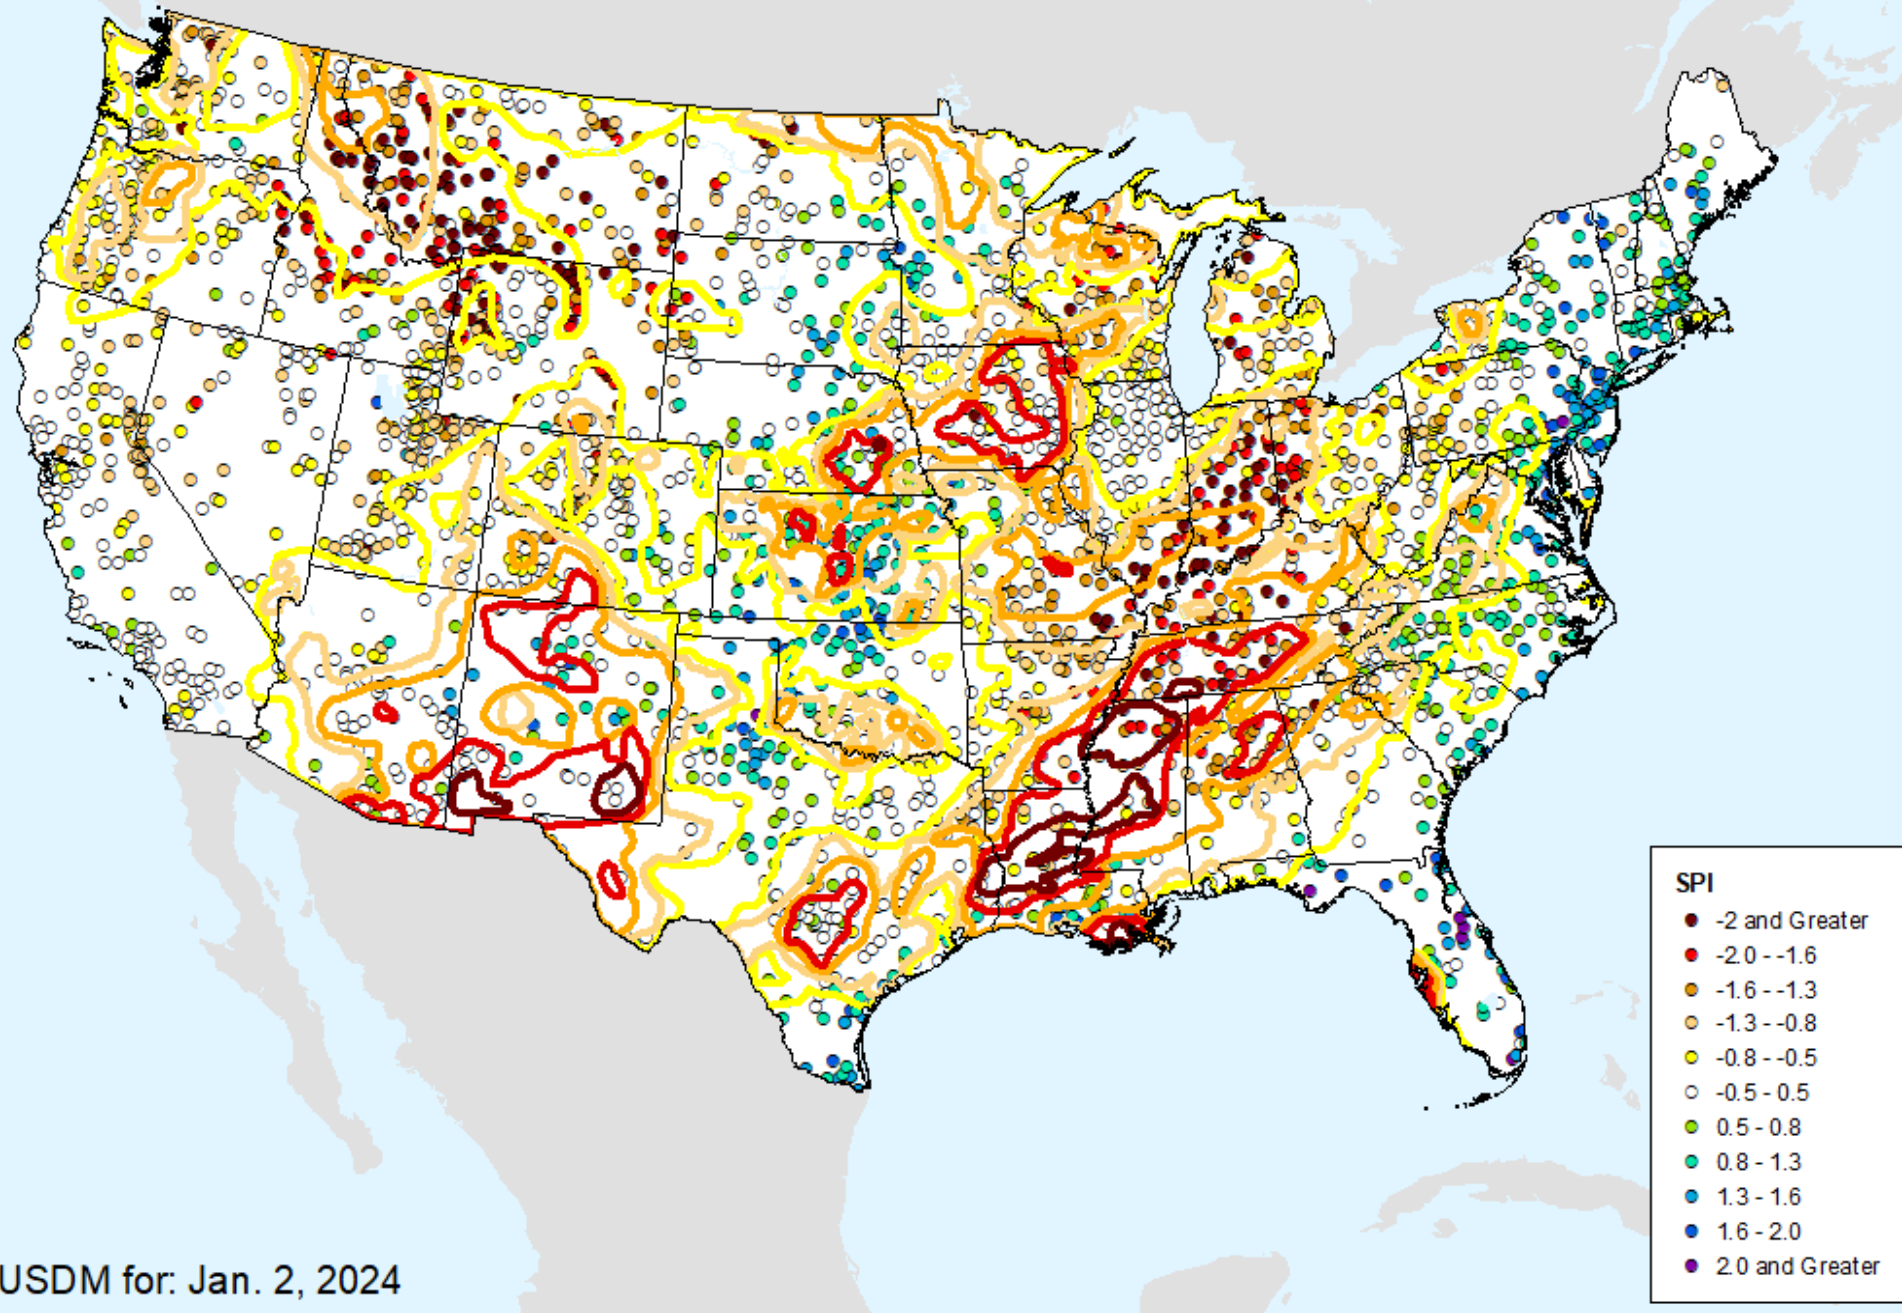 SPI
-2 and Greater
-2.0 - -1.6
-1.6 - -1.3
-1.3 - -0.8
-0.8 - -0.5
-0.5 - 0.5
0.5 - 0.8
0.8 - 1.3
1.3 - 1.6
1.6 - 2.0
2.0 and Greater
USDM for: Jan. 2, 2024